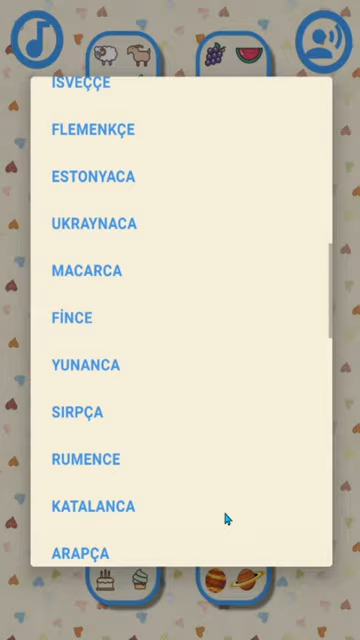 İSVEÇÇE
FLEMENKÇE
ESTONYACA
UKRAYNACA
MACARCA
FİNCE
YUNANCA
SIRPÇA
RUMENCE
KATALANCA
ARAPÇA